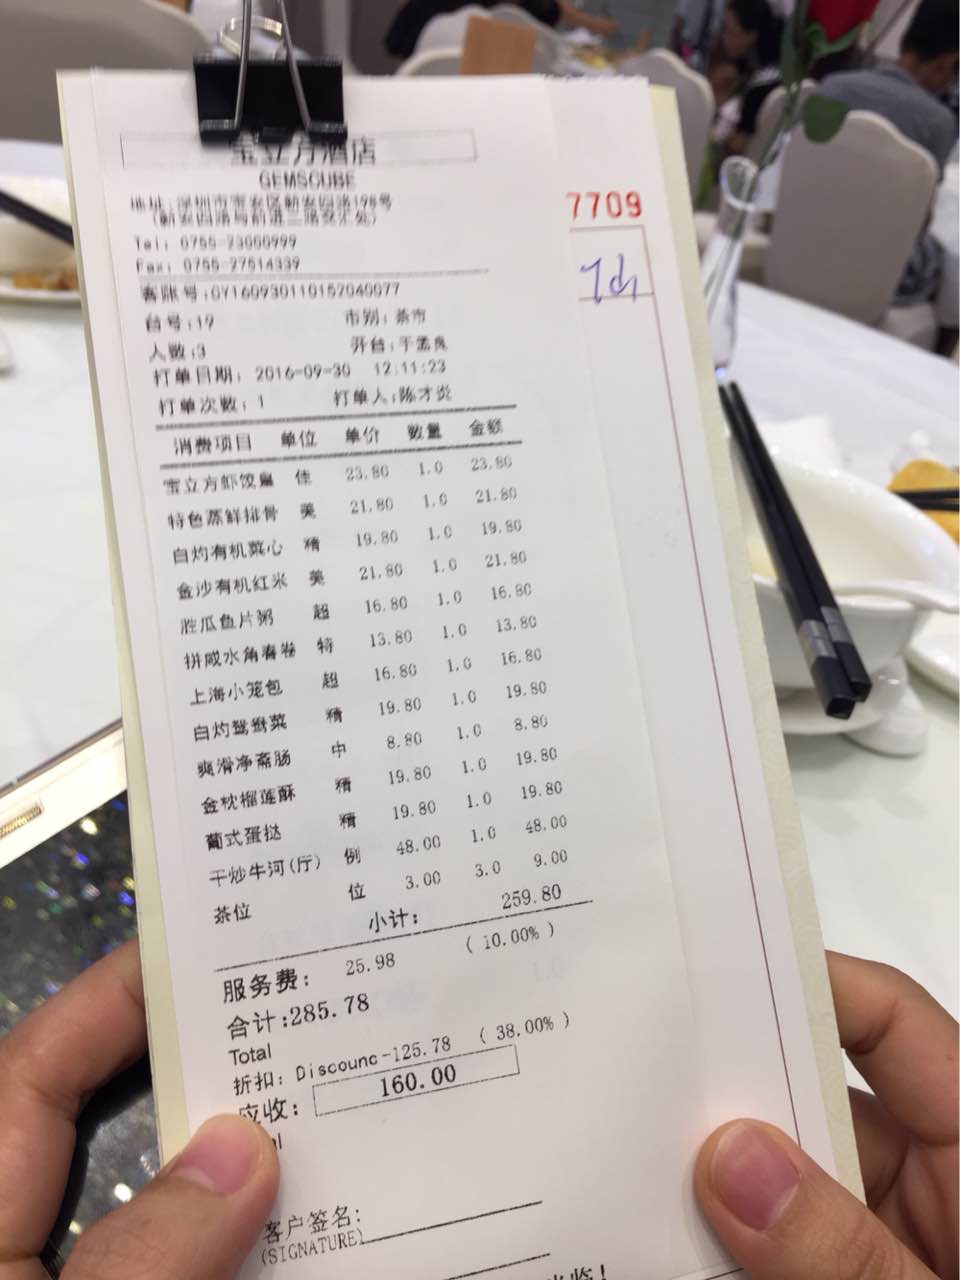 宝立方酒店
GEMSCUBE
地址:深圳市宝安区新安四路198号
(新安四路与前进二路交汇处)
Tel: 0755-23000999
Fax: 0755-27514339
客账号:GY160930110152040077
台号:19 市别:茶市
人数:3 开台:于孟良
打单日期: 2016-09-30 12:11:23
打单次数:1 打单人:陈才炎
消费项目 单位 单价 数量 金额
宝立方虾饺皇 佳 23.80 1.0 23.80
特色蒸鲜排骨 美 21.80 1.0 21.80
白灼有机菜心 精 19.80 1.0 19.80
金沙有机红米 美 21.80 1.0 21.80
胜瓜鱼片粥 超 16.80 1.0 16.80
拼咸水角春卷 特 13.80 1.0 13.80
上海小笼包 超 16.80 1.0 16.80
白灼鸳鸯菜 精 19.80 1.0 19.80
爽滑净斋肠 中 8.80 1.0 8.80
金枕榴莲酥 精 19.80 1.0 19.80
葡式蛋挞 精 19.80 1.0 19.80
干炒牛河(厅) 例 48.00 1.0 48.00
茶位 位 3.00 3.0 9.00
小计: 259.80
服务费: 25.98 (10.00%)
合计:285.78
Total
折扣: Discounc-125.78 (38.00%)
应收: 160.00
客户签名:
(SIGNATURE)
7709